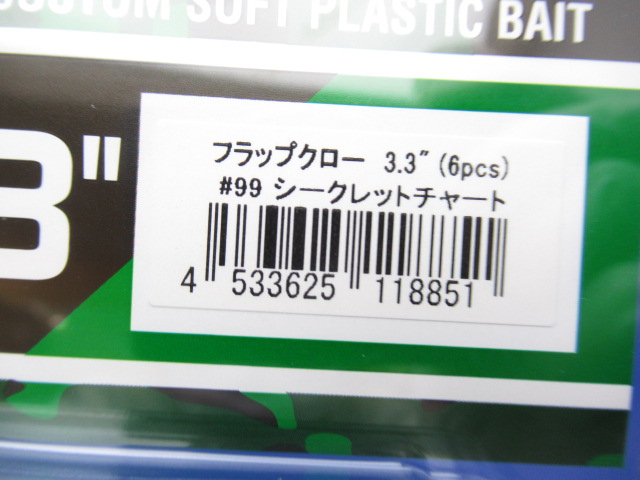 CUSTOM SOFT PLASTIC BAIT
3"
フラップクロー 3.3" (6pcs)
#99 シークレットチャート
4 533625 118851